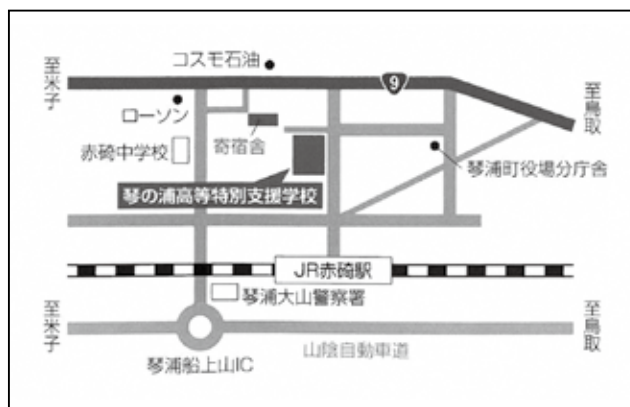 コスモ石油
至米子
9
至鳥取
ローソン
赤碕中学校
寄宿舎
琴浦町役場分庁舎
琴の浦高等特別支援学校
JR赤碕駅
琴浦大山警察署
至米子
至鳥取
琴浦船上山IC
山陰自動車道